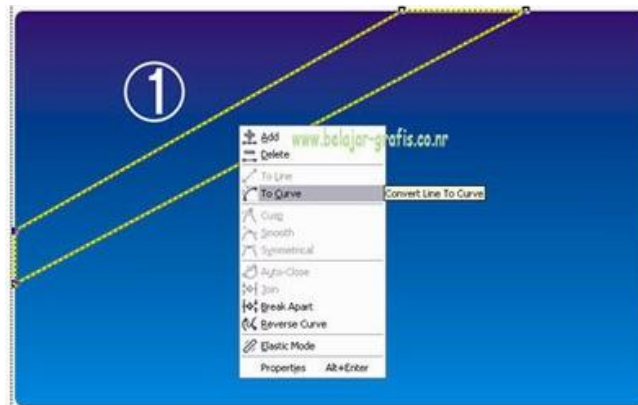 ①
Add
www.belajar-grafis.co.nr
Delete
To Line
To Curve
Convert Line To Curve
Cusp
Smooth
Symmetrical
Auto-Close
Join
Break Apart
Reverse Curve
Elastic Mode
Properties Alt+Enter